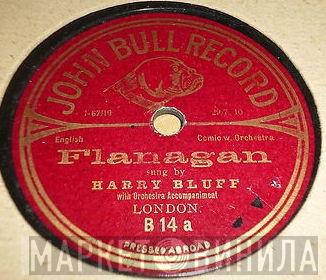 JOHN BULL RECORD
English
Comic w. Orchestra
Flanagan
sung by
HARRY BLUFF
with Orchestra Accompaniment
LONDON.
B 14 a
PRESSED ABROAD
МАРКЕТ ВИНИЛА